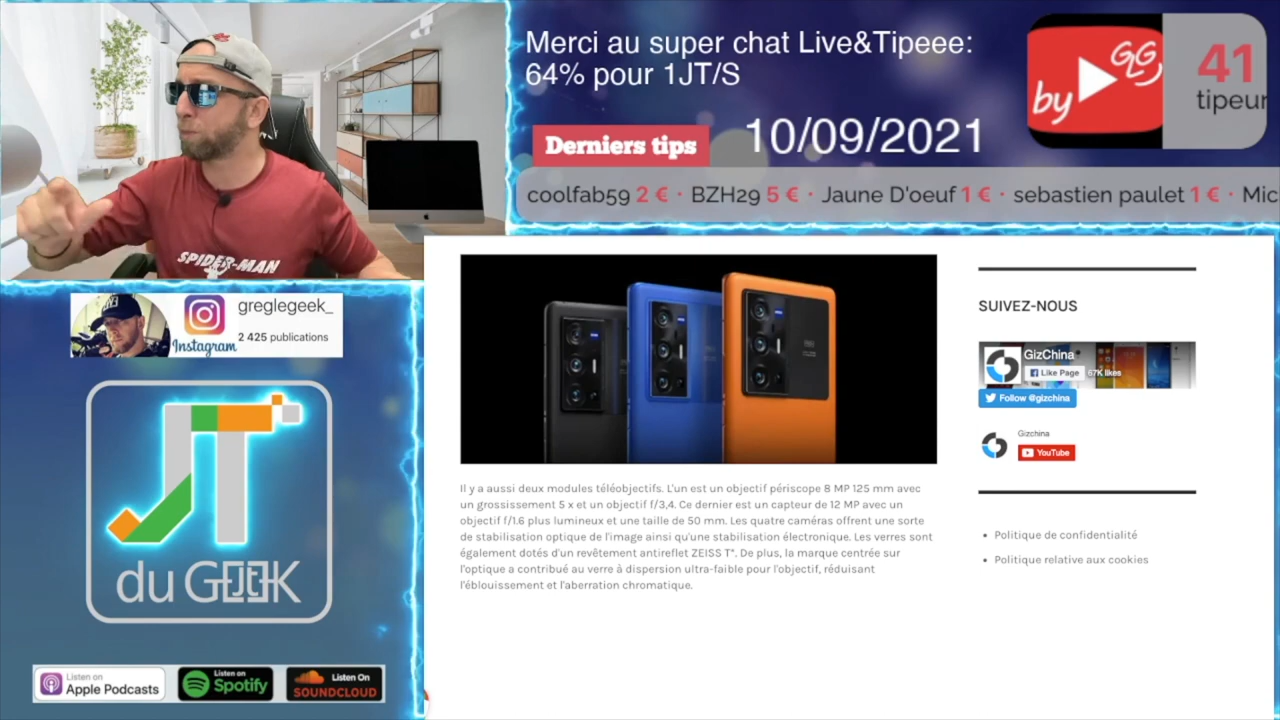 Merci au super chat Live&Tipeee:
64% pour 1JT/S
by GLG
41
tipeur
Derniers tips
10/09/2021
coolfab59 2 € · BZH29 5 € · Jaune D'oeuf 1 € · sebastien paulet 1 € · Mic
SPIDER-MAN
greglegeek_
Instagram
2 425 publications
JT
du GEEK
Listen on
Apple Podcasts
Listen on
Spotify
Listen On
SOUNDCLOUD
Il y a aussi deux modules téléobjectifs. L'un est un objectif périscope 8 MP 125 mm avec
un grossissement 5 x et un objectif f/3,4. Ce dernier est un capteur de 12 MP avec un
objectif f/1.6 plus lumineux et une taille de 50 mm. Les quatre caméras offrent une sorte
de stabilisation optique de l'image ainsi qu'une stabilisation électronique. Les verres sont
également dotés d'un revêtement antireflet ZEISS T*. De plus, la marque centrée sur
l'optique a contribué au verre à dispersion ultra-faible pour l'objectif, réduisant
l'éblouissement et l'aberration chromatique.
SUIVEZ-NOUS
GizChina
Like Page
67K likes
Follow @gizchina
Gizchina
YouTube
• Politique de confidentialité
• Politique relative aux cookies